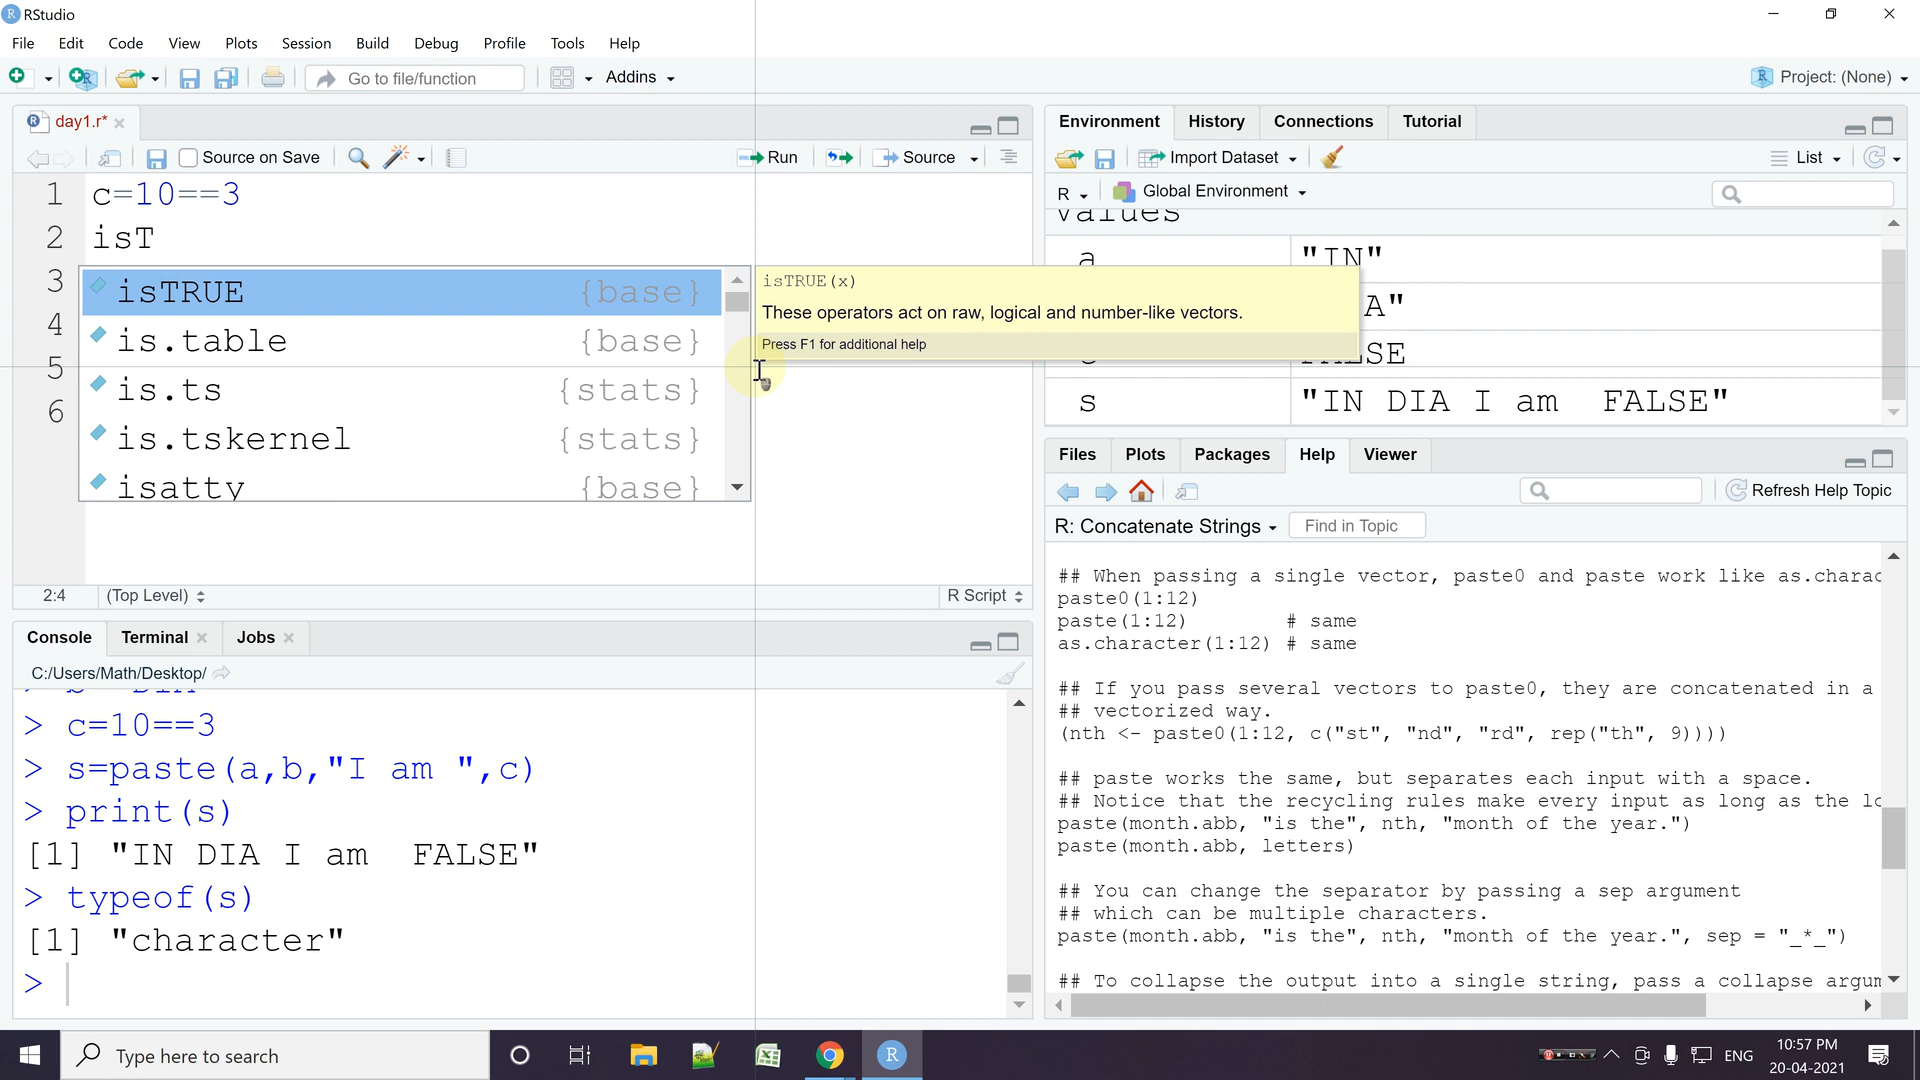 RStudio
File Edit Code View Plots Session Build Debug Profile Tools Help
Go to file/function Addins Project: (None)
day1.r*
Source on Save Run Source
1 c=10==3
2 isT
3
4
5
6
isTRUE {base}
is.table {base}
is.ts {stats}
is.tskernel {stats}
isatty {base}
isTRUE(x)
These operators act on raw, logical and number-like vectors.
Press F1 for additional help
2:4 (Top Level) R Script
Console Terminal Jobs
C:/Users/Math/Desktop/
> c=10==3
> s=paste(a,b,"I am ",c)
> print(s)
[1] "IN DIA I am  FALSE"
> typeof(s)
[1] "character"
>
Environment History Connections Tutorial
Import Dataset List
R Global Environment
values
a "IN"
A"
FALSE
s "IN DIA I am  FALSE"
Files Plots Packages Help Viewer
Refresh Help Topic
R: Concatenate Strings Find in Topic
## When passing a single vector, paste0 and paste work like as.charac
paste0(1:12)
paste(1:12)        # same
as.character(1:12) # same
## If you pass several vectors to paste0, they are concatenated in a
## vectorized way.
(nth <- paste0(1:12, c("st", "nd", "rd", rep("th", 9))))
## paste works the same, but separates each input with a space.
## Notice that the recycling rules make every input as long as the lo
paste(month.abb, "is the", nth, "month of the year.")
paste(month.abb, letters)
## You can change the separator by passing a sep argument
## which can be multiple characters.
paste(month.abb, "is the", nth, "month of the year.", sep = "_*_")
## To collapse the output into a single string, pass a collapse argum
Type here to search
ENG
10:57 PM
20-04-2021